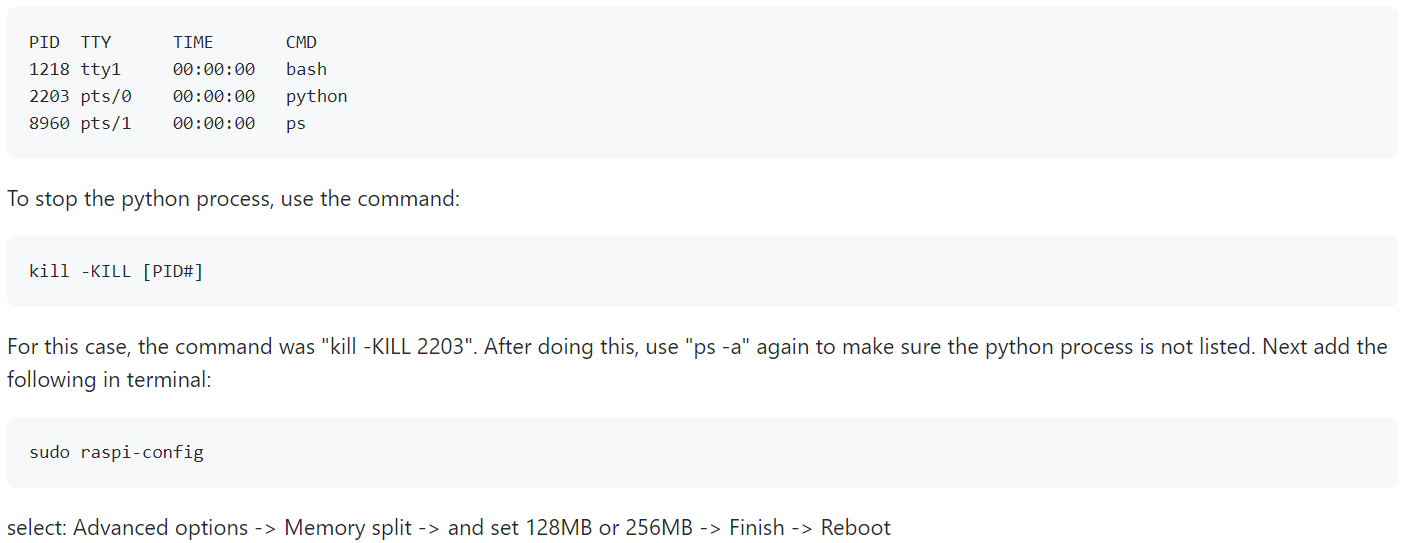 PID  TTY      TIME       CMD
1218 tty1     00:00:00   bash
2203 pts/0    00:00:00   python
8960 pts/1    00:00:00   ps
To stop the python process, use the command:
kill -KILL [PID#]
For this case, the command was "kill -KILL 2203". After doing this, use "ps -a" again to make sure the python process is not listed. Next add the
following in terminal:
sudo raspi-config
select: Advanced options -> Memory split -> and set 128MB or 256MB -> Finish -> Reboot